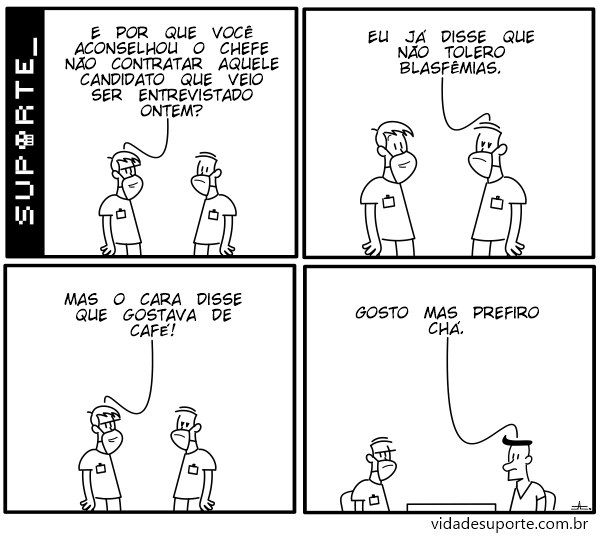 SUPORTE_
E POR QUE VOCÊ
ACONSELHOU O CHEFE
NÃO CONTRATAR AQUELE
CANDIDATO QUE VEIO
SER ENTREVISTADO
ONTEM?
EU JÁ DISSE QUE
NÃO TOLERO
BLASFÊMIAS.
MAS O CARA DISSE
QUE GOSTAVA DE
CAFÉ!
GOSTO MAS PREFIRO
CHÁ.
vidadesuporte.com.br